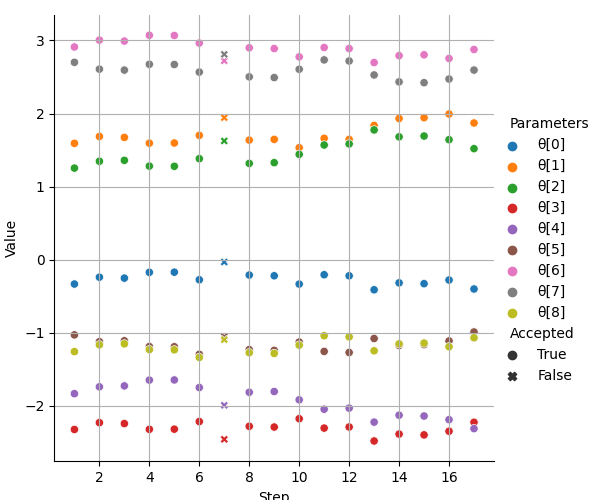 3
2
1
0
−1
−2
Value
2
4
6
8
10
12
14
16
Step
Parameters
θ[0]
θ[1]
θ[2]
θ[3]
θ[4]
θ[5]
θ[6]
θ[7]
θ[8]
Accepted
True
False